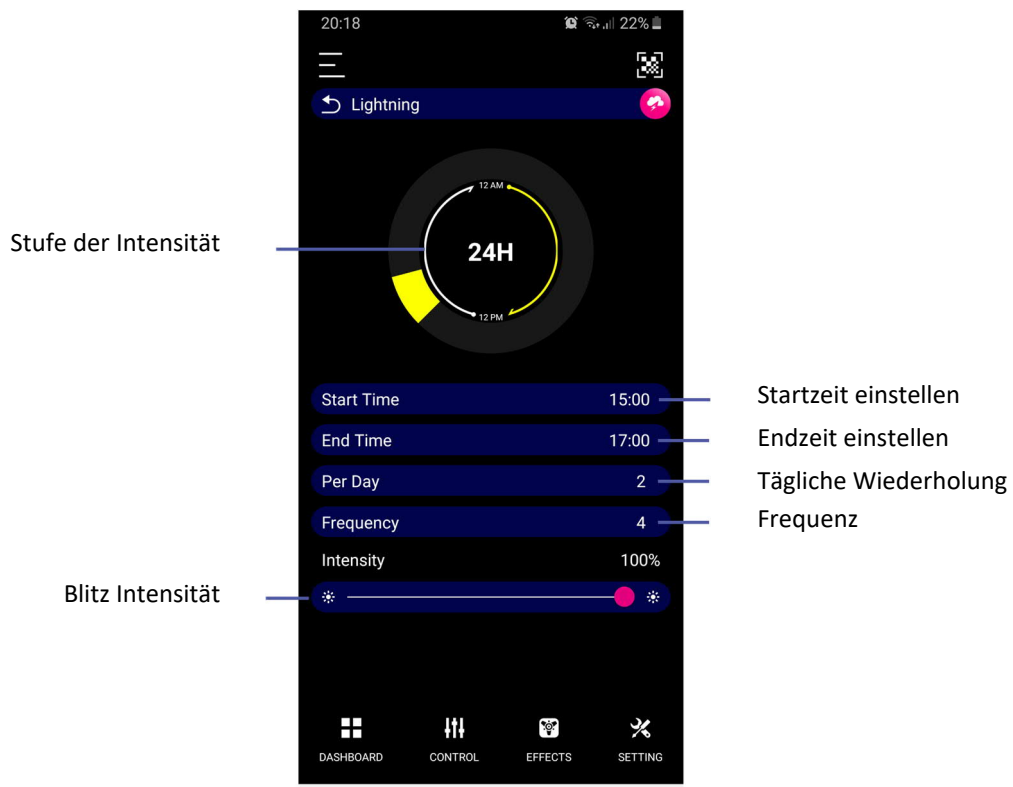 20:18 22%
Lightning
12 AM
Stufe der Intensität
24H
12 PM
Start Time 15:00 Startzeit einstellen
End Time 17:00 Endzeit einstellen
Per Day 2 Tägliche Wiederholung
Frequency 4 Frequenz
Intensity 100%
Blitz Intensität
DASHBOARD CONTROL EFFECTS SETTING